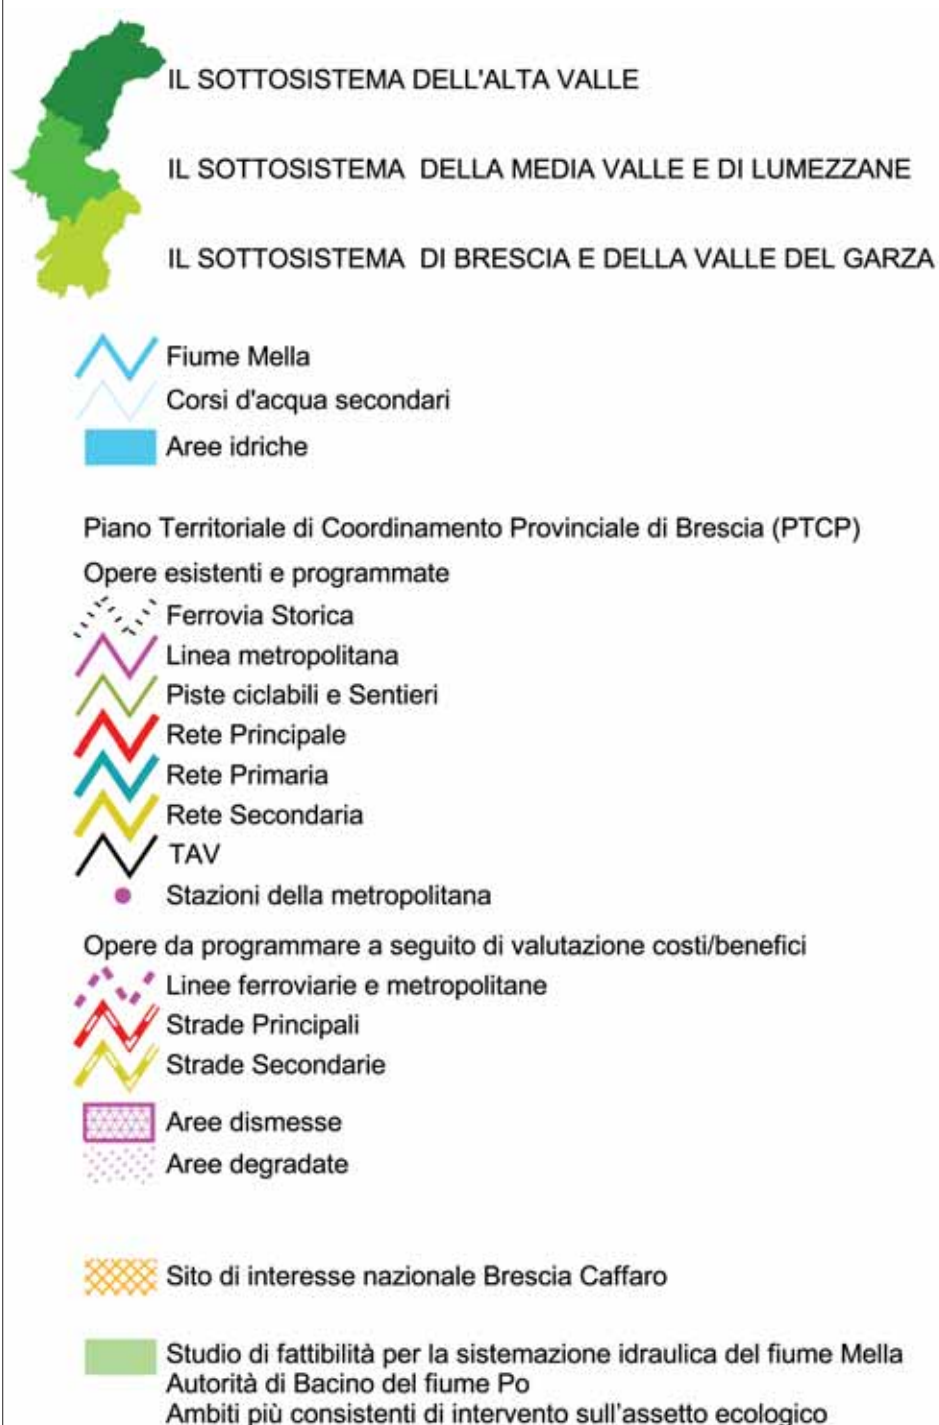 IL SOTTOSISTEMA DELL'ALTA VALLE
IL SOTTOSISTEMA DELLA MEDIA VALLE E DI LUMEZZANE
IL SOTTOSISTEMA DI BRESCIA E DELLA VALLE DEL GARZA
Fiume Mella
Corsi d'acqua secondari
Aree idriche
Piano Territoriale di Coordinamento Provinciale di Brescia (PTCP)
Opere esistenti e programmate
Ferrovia Storica
Linea metropolitana
Piste ciclabili e Sentieri
Rete Principale
Rete Primaria
Rete Secondaria
TAV
Stazioni della metropolitana
Opere da programmare a seguito di valutazione costi/benefici
Linee ferroviarie e metropolitane
Strade Principali
Strade Secondarie
Aree dismesse
Aree degradate
Sito di interesse nazionale Brescia Caffaro
Studio di fattibilità per la sistemazione idraulica del fiume Mella
Autorità di Bacino del fiume Po
Ambiti più consistenti di intervento sull'assetto ecologico